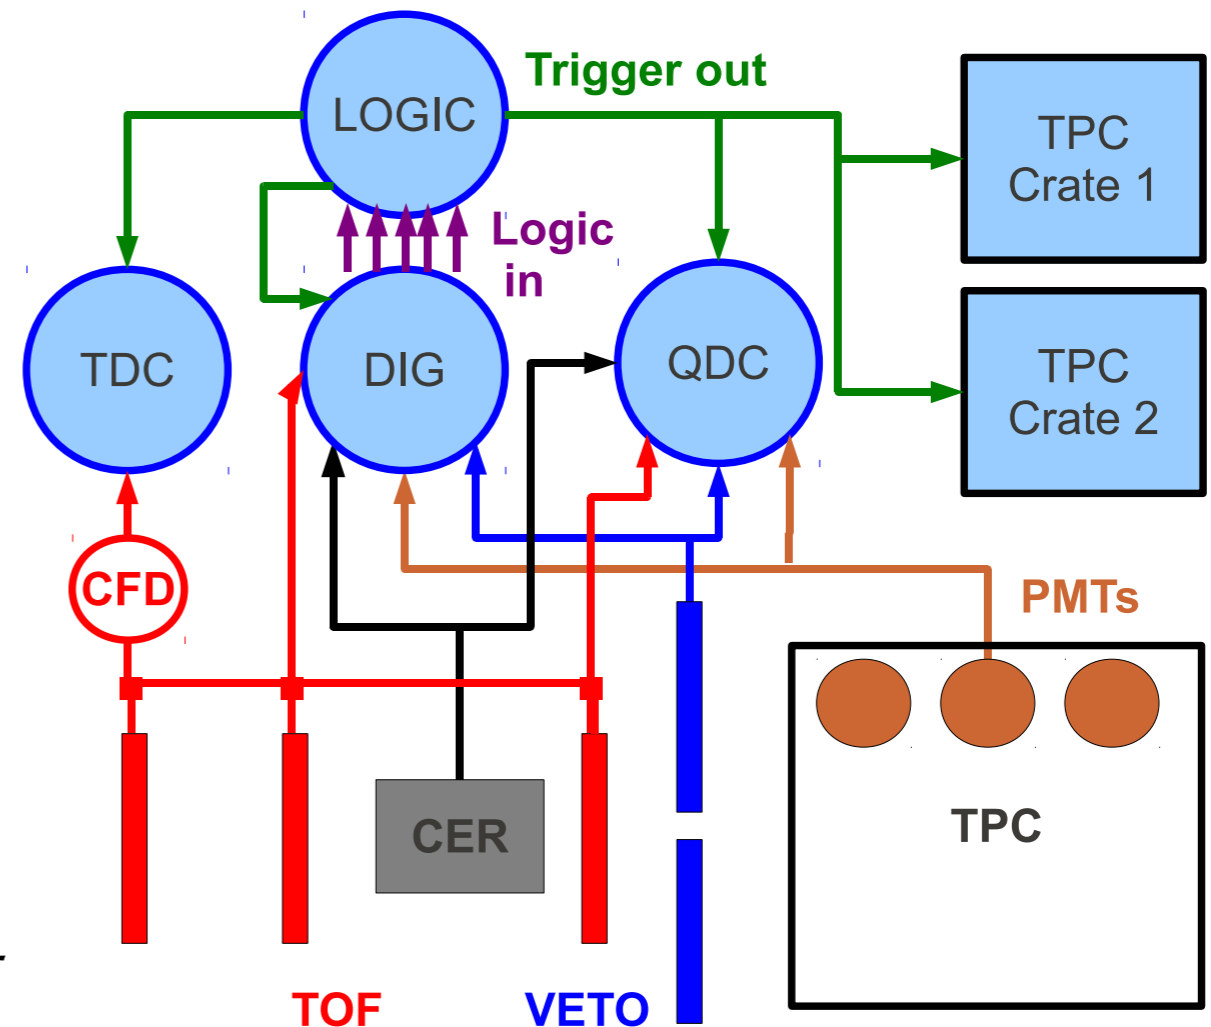 Trigger out
LOGIC
TPC
Crate 1
Logic
in
TDC
DIG
QDC
TPC
Crate 2
CFD
PMTs
CER
TPC
TOF
VETO